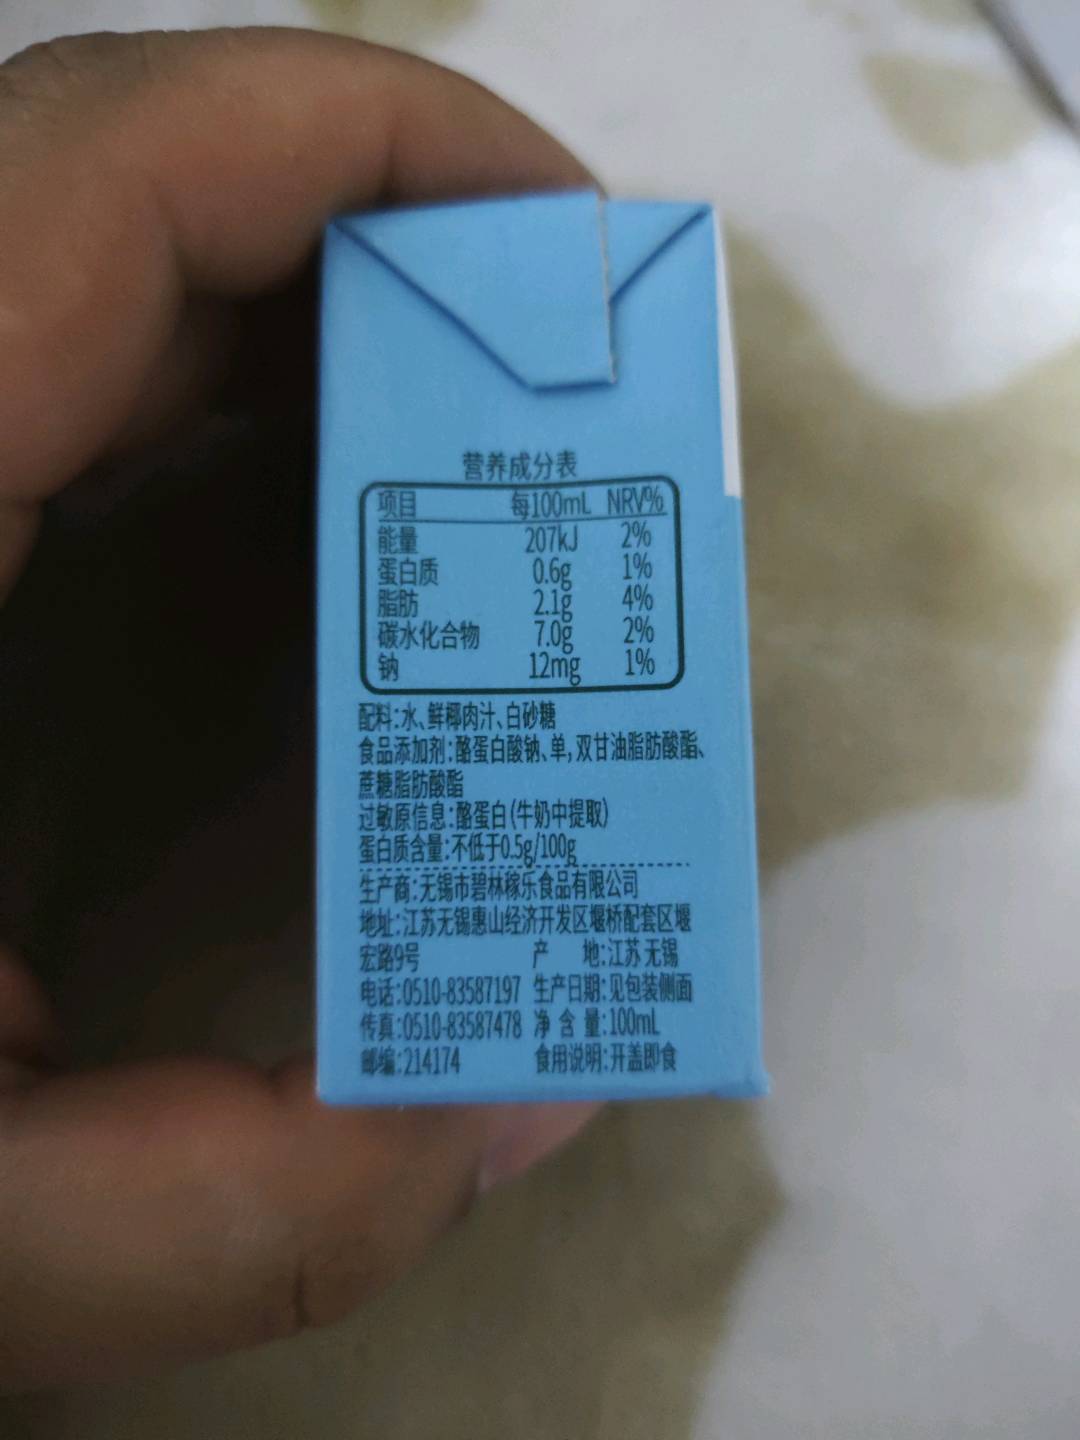 营养成分表
项目 每100mL NRV%
能量 207kJ 2%
蛋白质 0.6g 1%
脂肪 2.1g 4%
碳水化合物 7.0g 2%
钠 12mg 1%
配料:水、鲜椰肉汁、白砂糖
食品添加剂:酪蛋白酸钠、单,双甘油脂肪酸酯、
蔗糖脂肪酸酯
过敏原信息:酪蛋白(牛奶中提取)
蛋白质含量:不低于0.5g/100g
生产商:无锡市碧林稼乐食品有限公司
地址:江苏无锡惠山经济开发区堰桥配套区堰
宏路9号 产 地:江苏 无锡
电话:0510-83587197 生产日期:见包装侧面
传真:0510-83587478 净 含 量:100mL
邮编:214174 食用说明:开盖即食